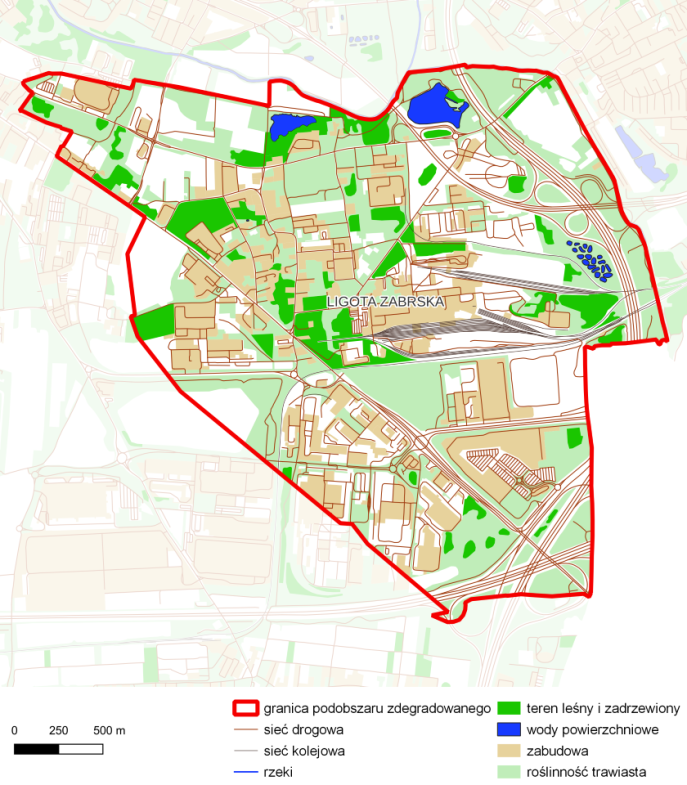 LIGOTA ZABRSKA
0 250 500 m
granica podobszaru zdegradowanego
sieć drogowa
sieć kolejowa
rzeki
teren leśny i zadrzewiony
wody powierzchniowe
zabudowa
roślinność trawiasta